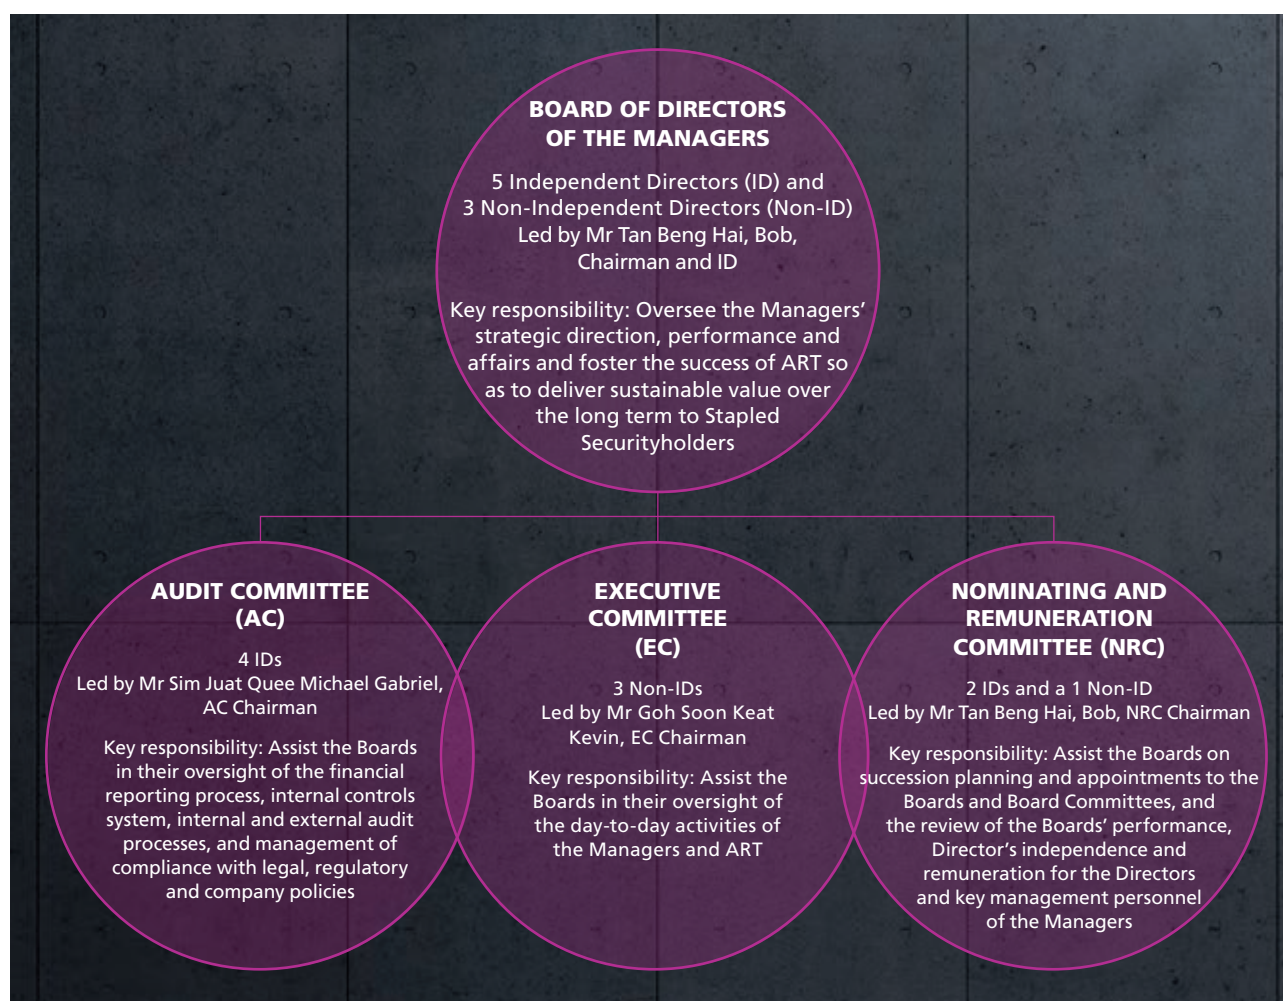 BOARD OF DIRECTORS
OF THE MANAGERS
5 Independent Directors (ID) and
3 Non-Independent Directors (Non-ID)
Led by Mr Tan Beng Hai, Bob,
Chairman and ID
Key responsibility: Oversee the Managers’
strategic direction, performance and
affairs and foster the success of ART so
as to deliver sustainable value over
the long term to Stapled
Securityholders
AUDIT COMMITTEE
(AC)
4 IDs
Led by Mr Sim Juat Quee Michael Gabriel,
AC Chairman
Key responsibility: Assist the Boards
in their oversight of the financial
reporting process, internal controls
system, internal and external audit
processes, and management of
compliance with legal, regulatory
and company policies
EXECUTIVE
COMMITTEE
(EC)
3 Non-IDs
Led by Mr Goh Soon Keat
Kevin, EC Chairman
Key responsibility: Assist the
Boards in their oversight of
the day-to-day activities of
the Managers and ART
NOMINATING AND
REMUNERATION
COMMITTEE (NRC)
2 IDs and a 1 Non-ID
Led by Mr Tan Beng Hai, Bob, NRC Chairman
Key responsibility: Assist the Boards on
succession planning and appointments to the
Boards and Board Committees, and
the review of the Boards’ performance,
Director’s independence and
remuneration for the Directors
and key management personnel
of the Managers